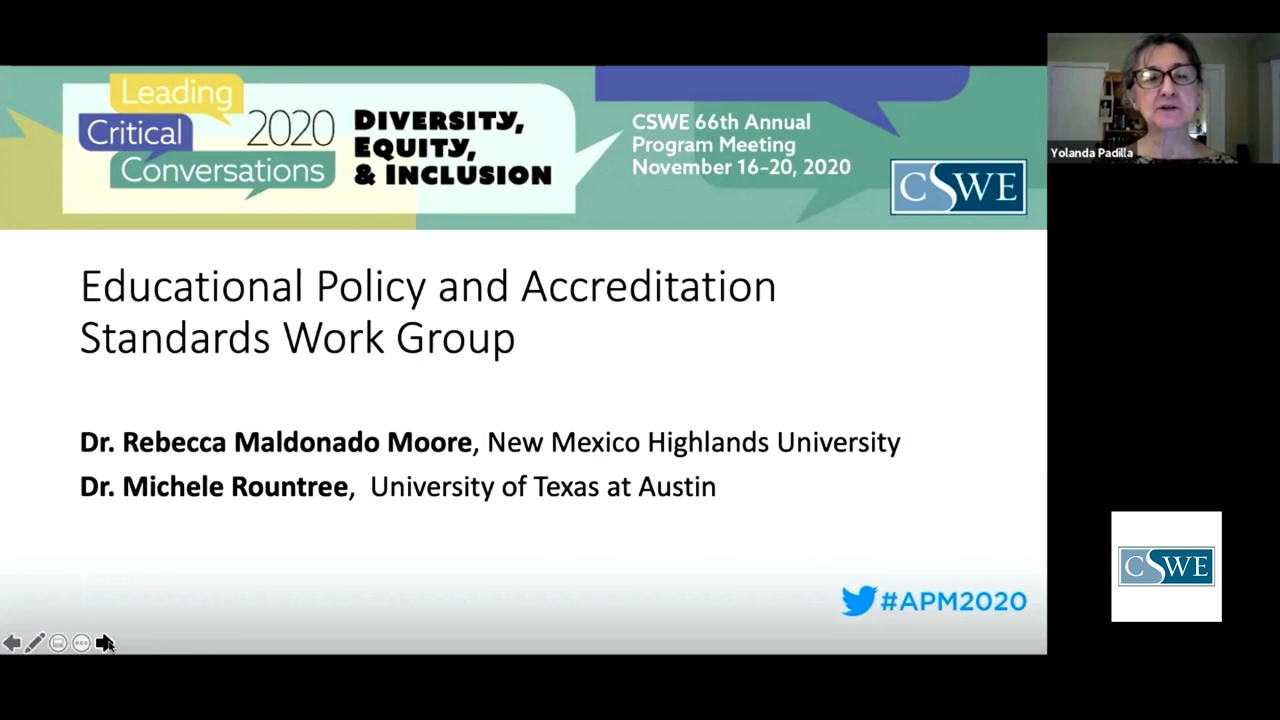 Leading
Critical
Conversations
2020
DIVERSITY,
EQUITY,
& INCLUSION
CSWE 66th Annual
Program Meeting
November 16–20, 2020
CSWE
Yolanda Padilla
Educational Policy and Accreditation
Standards Work Group
Dr. Rebecca Maldonado Moore, New Mexico Highlands University
Dr. Michele Rountree, University of Texas at Austin
CSWE
#APM2020